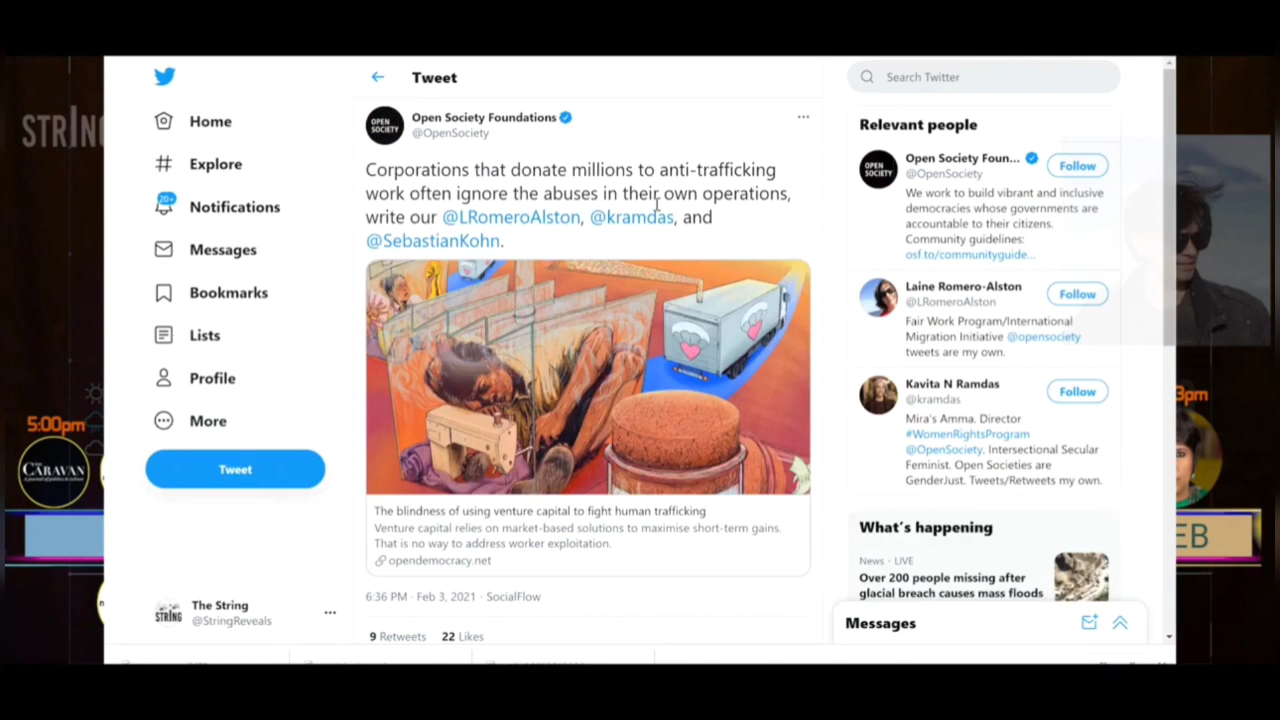 STRING
Home
Explore
20+
Notifications
Messages
Bookmarks
Lists
Profile
More
Tweet
The String
@StringReveals
Tweet
OPEN
SOCIETY
Open Society Foundations
@OpenSociety
Corporations that donate millions to anti-trafficking
work often ignore the abuses in their own operations,
write our @LRomeroAlston, @kramdas, and
@SebastianKohn.
The blindness of using venture capital to fight human trafficking
Venture capital relies on market-based solutions to maximise short-term gains.
That is no way to address worker exploitation.
opendemocracy.net
6:36 PM · Feb 3, 2021 · SocialFlow
9 Retweets 22 Likes
Search Twitter
Relevant people
OPEN
SOCIETY
Open Society Foun...
@OpenSociety
Follow
We work to build vibrant and inclusive
democracies whose governments are
accountable to their citizens.
Community guidelines:
osf.to/communityguide...
Laine Romero-Alston
@LRomeroAlston
Follow
Fair Work Program/International
Migration Initiative @opensociety
tweets are my own.
Kavita N Ramdas
@kramdas
Follow
Mira's Amma. Director
#WomenRightsProgram
@OpenSociety. Intersectional Secular
Feminist. Open Societies are
GenderJust. Tweets/Retweets my own.
What's happening
News · LIVE
Over 200 people missing after
glacial breach causes mass floods
Messages
5:00pm
THE
CARAVAN
A journal of politics & culture
3pm
EB